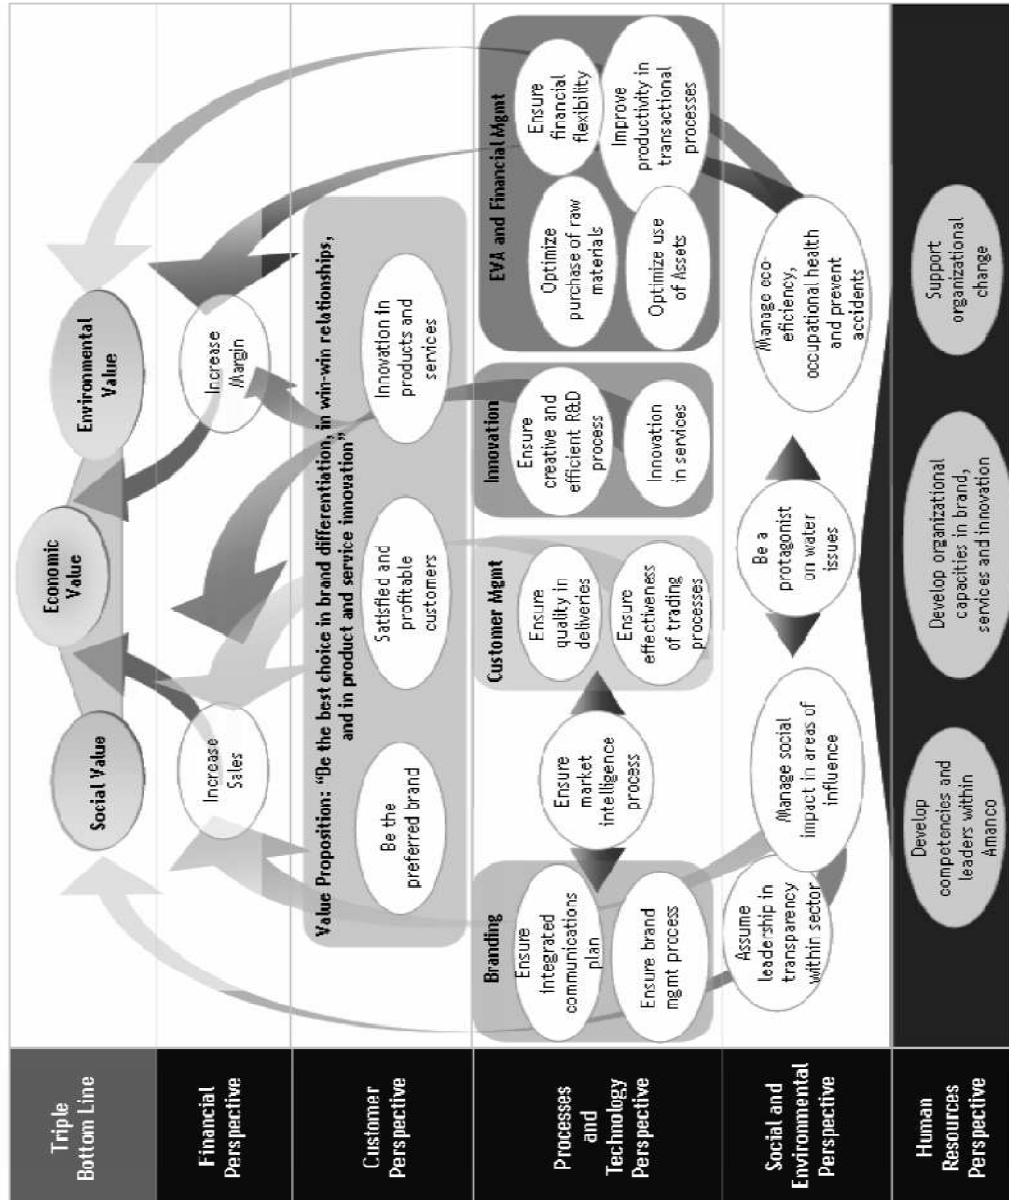 Triple
Bottom Line
Social Value
Economic
Value
Environmental
Value
Financial
Perspective
Increase
Sales
Increase
Margin
Customer
Perspective
Value Proposition: “Be the best choice in brand differentiation, in win-win relationships,
and in product and service innovation”
Be the
preferred brand
Satisfied and
profitable
customers
Innovation in
products and
services
Processes
and
Technology
Perspective
Branding
Ensure
integrated
communications
plan
Ensure brand
mgmt process
Ensure
market
intelligence
process
Customer Mgmt
Ensure
quality in
deliveries
Ensure
effectiveness
of trading
processes
Innovation
Ensure
creative and
efficient R&D
process
Innovation
in services
EVA and Financial Mgmt
Optimize
purchase of raw
materials
Ensure
financial
flexibility
Optimize use
of Assets
Improve
productivity in
transactional
processes
Social and
Environmental
Perspective
Assume
leadership in
transparency
within sector
Manage social
impact in areas of
influence
Be a
protagonist
on water
issues
Manage eco-
eficiency,
occupational health
and prevent
accidents
Human
Resources
Perspective
Develop
competencies and
leaders within
Amanco
Develop organizational
capacities in brand,
services and innovation
Support
organizational
change